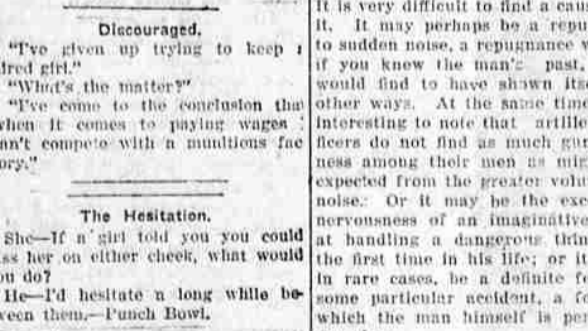 Discouraged.
"I've given up trying to keep
ired girl."
"What's the matter?"
"I've come to the conclusion that
when it comes to paying wages
an't compete with a munitions fac
ory."
The Hesitation.
She—If a girl told you you could
iss her on either cheek, what would
ou do?
He—I'd hesitate a long while be-
ween them.—Punch Bowl.
It is very difficult to find a cau
it. It may perhaps be a repu
to sudden noise, a repugnance
if you knew the man's past,
would find to have shown its
other ways. At the same time
interesting to note that artille
ficers do not find as much gun
ness among their men as mi
expected from the greater volu
noise. Or it may be the exc
nervousness of an imaginativ
at handling a dangerous thin
the first time in his life; or it
in rare cases, be a definite f
some particular accident, a c
which the man himself is per